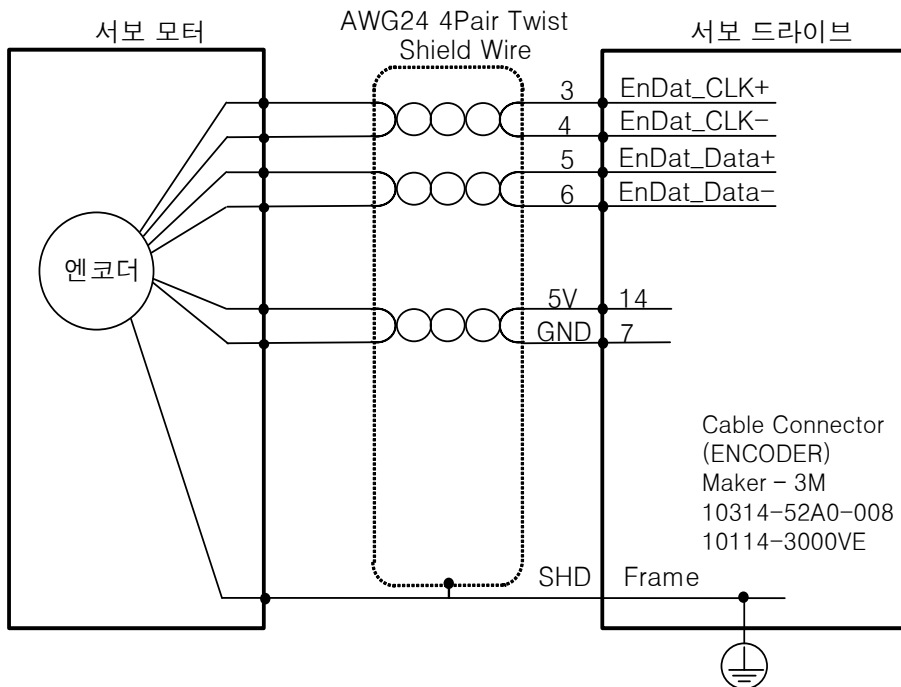 서보 모터
AWG24 4Pair Twist
Shield Wire
서보 드라이브
3 EnDat_CLK+
4 EnDat_CLK-
5 EnDat_Data+
6 EnDat_Data-
엔코더
5V 14
GND 7
Cable Connector
(ENCODER)
Maker - 3M
10314-52A0-008
10114-3000VE
SHD Frame